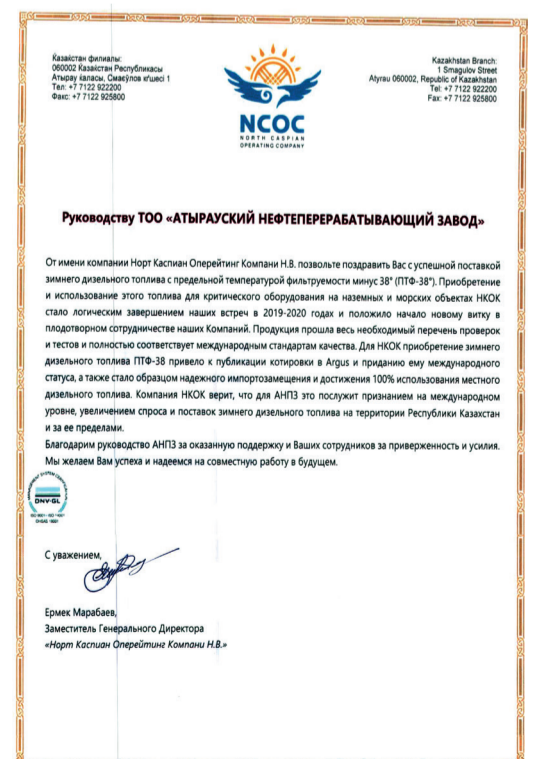 Қазақстан филиалы:
060002 Қазақстан Республикасы
Атырау қаласы, Смағұлов көшесі 1
Тел: +7 7122 922200
Факс: +7 7122 925800
Kazakhstan Branch:
1 Smagulov Street
Atyrau 060002, Republic of Kazakhstan
Tel: +7 7122 922200
Fax: +7 7122 925800
NCOC
NORTH CASPIAN
OPERATING COMPANY
Руководству ТОО «АТЫРАУСКИЙ НЕФТЕПЕРЕРАБАТЫВАЮЩИЙ ЗАВОД»
От имени компании Норт Каспиан Оперейтинг Компани Н.В. позвольте поздравить Вас с успешной поставкой
зимнего дизельного топлива с предельной температурой фильтруемости минус 38° (ПТФ-38°). Приобретение
и использование этого топлива для критического оборудования на наземных и морских объектах НКОК
стало логическим завершением наших встреч в 2019-2020 годах и положило начало новому витку в
плодотворном сотрудничестве наших Компаний. Продукция прошла весь необходимый перечень проверок
и тестов и полностью соответствует международным стандартам качества. Для НКОК приобретение зимнего
дизельного топлива ПТФ-38 привело к публикации котировки в Argus и приданию ему международного
статуса, а также стало образцом надежного импортозамещения и достижения 100% использования местного
дизельного топлива. Компания НКОК верит, что для АНПЗ это послужит признанием на международном
уровне, увеличением спроса и поставок зимнего дизельного топлива на территории Республики Казахстан
и за ее пределами.
Благодарим руководство АНПЗ за оказанную поддержку и Ваших сотрудников за приверженность и усилия.
Мы желаем Вам успеха и надеемся на совместную работу в будущем.
DNV·GL
С уважением,
Ермек Марабаев,
Заместитель Генерального Директора
«Норт Каспиан Оперейтинг Компани Н.В.»